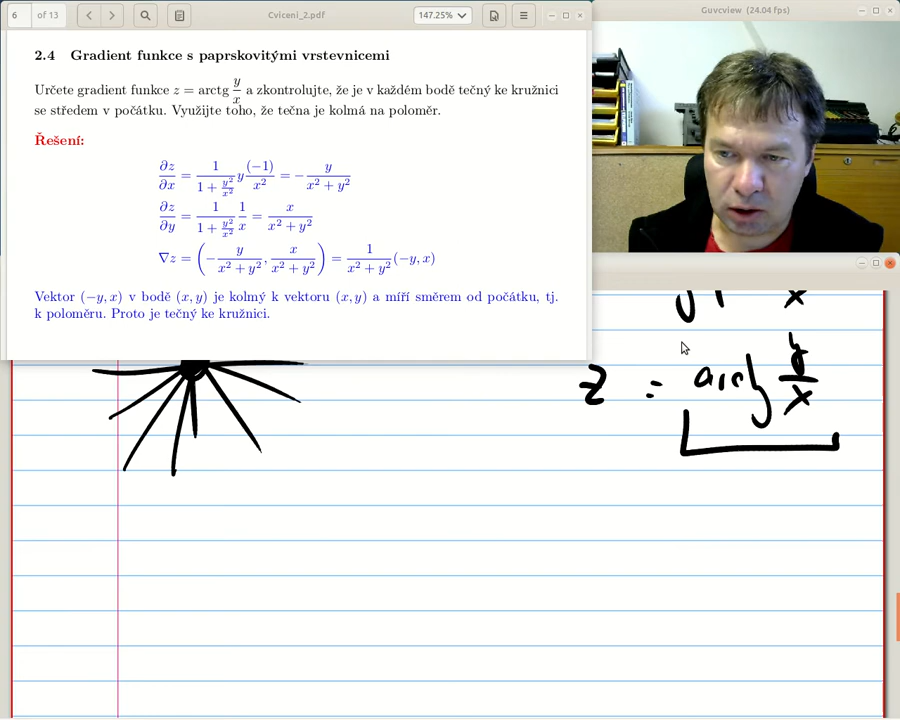 6 of 13 Cviceni_2.pdf 147.25%
Guvcview (24.04 fps)
2.4 Gradient funkce s paprskovitými vrstevnicemi
Určete gradient funkce z = arctg y/x a zkontrolujte, že je v každém bodě tečný ke kružnici
se středem v počátku. Využijte toho, že tečna je kolmá na poloměr.
Řešení:
∂z/∂x = 1/(1 + y²/x²) y (−1)/x² = − y/(x² + y²)
∂z/∂y = 1/(1 + y²/x²) 1/x = x/(x² + y²)
∇z = (− y/(x² + y²), x/(x² + y²)) = 1/(x² + y²) (−y, x)
Vektor (−y, x) v bodě (x, y) je kolmý k vektoru (x, y) a míří směrem od počátku, tj.
k poloměru. Proto je tečný ke kružnici.
x
z = arctg y/x